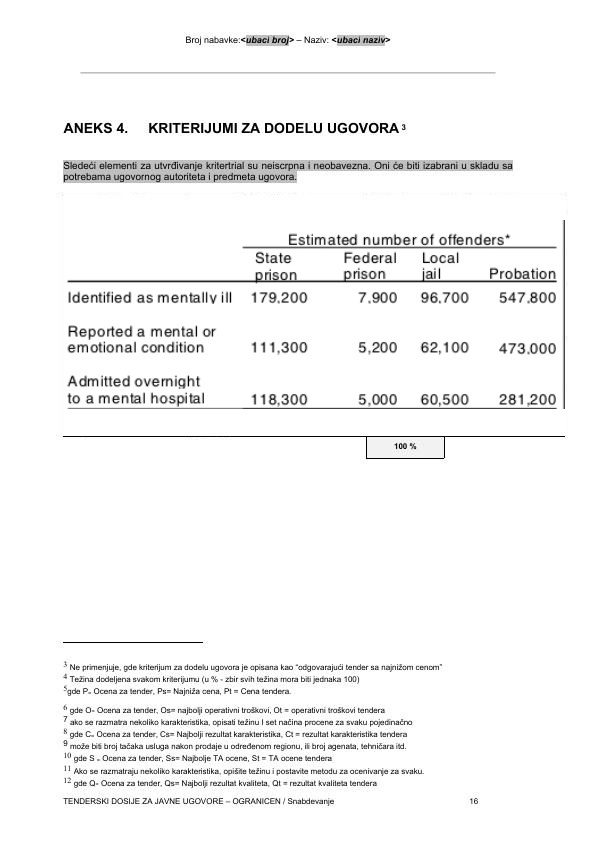 Broj nabavke:<ubaci broj> – Naziv: <ubaci naziv>
ANEKS 4. KRITERIJUMI ZA DODELU UGOVORA 3
Sledeći elementi za utvrđivanje kritertrial su neiscrpna i neobavezna. Oni će biti izabrani u skladu sa
potrebama ugovornog autoriteta i predmeta ugovora.
Estimated number of offenders*
State Federal Local
prison prison jail Probation
Identified as mentally ill 179,200 7,900 96,700 547,800
Reported a mental or
emotional condition 111,300 5,200 62,100 473,000
Admitted overnight
to a mental hospital 118,300 5,000 60,500 281,200
100 %
3 Ne primenjuje, gde kriterijum za dodelu ugovora je opisana kao “odgovarajući tender sa najnižom cenom”
4 Težina dodeljena svakom kriterijumu (u % - zbir svih težina mora biti jednaka 100)
5gde P= Ocena za tender, Ps= Najniža cena, Pt = Cena tendera.
6 gde O= Ocena za tender, Os= najbolji operativni troškovi, Ot = operativni troškovi tendera
7 ako se razmatra nekoliko karakteristika, opisati težinu I set načina procene za svaku pojedinačno
8 gde C= Ocena za tender, Cs= Najbolji rezultat karakteristika, Ct = rezultat karakteristika tendera
9 može biti broj tačaka usluga nakon prodaje u određenom regionu, ili broj agenata, tehničara itd.
10 gde S = Ocena za tender, Ss= Najbolje TA ocene, St = TA ocene tendera
11 Ako se razmatraju nekoliko karakteristika, opišite težinu i postavite metodu za ocenjivanje za svaku.
12 gde Q= Ocena za tender, Qs= Najbolji rezultat kvaliteta, Qt = rezultat kvaliteta tendera
TENDERSKI DOSIJE ZA JAVNE UGOVORE – OGRANICEN / Snabdevanje 16